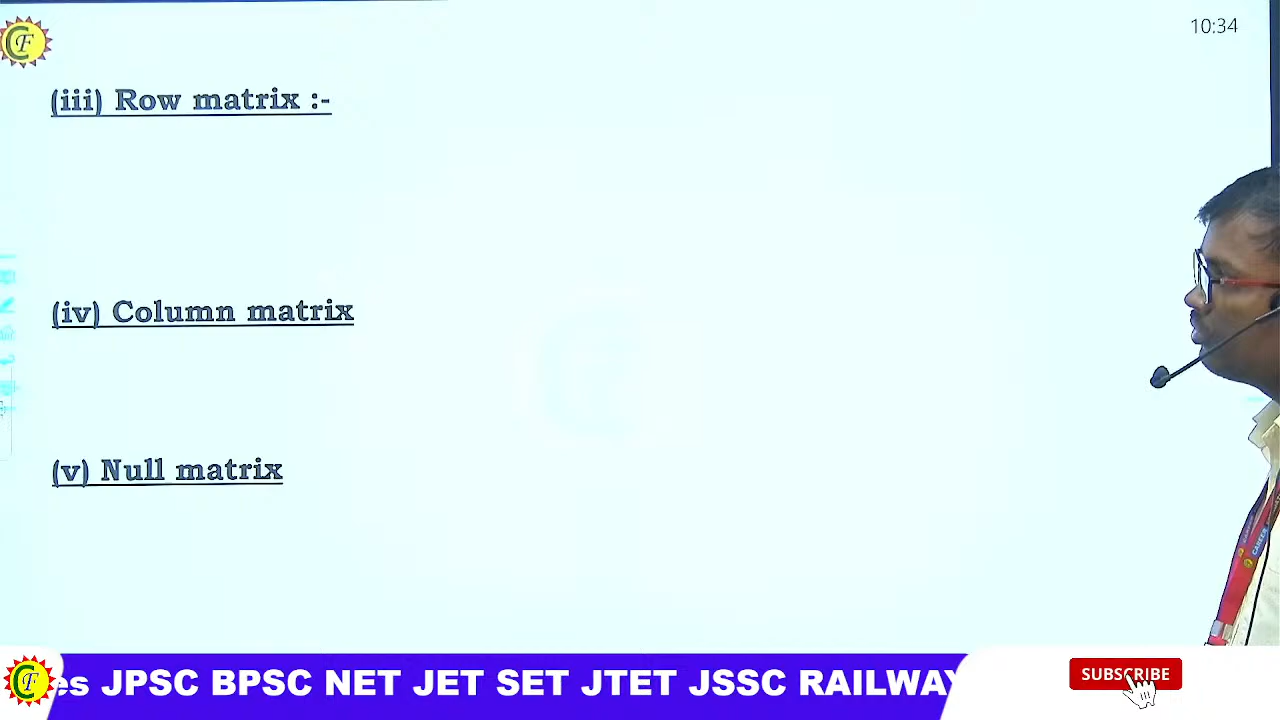 10:34
(iii) Row matrix :-
(iv) Column matrix
(v) Null matrix
es JPSC BPSC NET JET SET JTET JSSC RAILWAY
SUBSCRIBE